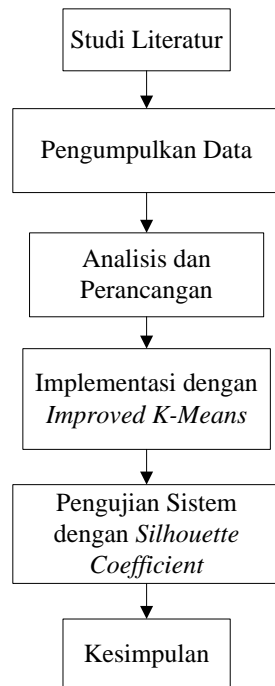 Studi Literatur
Pengumpulkan Data
Analisis dan
Perancangan
Implementasi dengan
Improved K-Means
Pengujian Sistem
dengan Silhouette
Coefficient
Kesimpulan